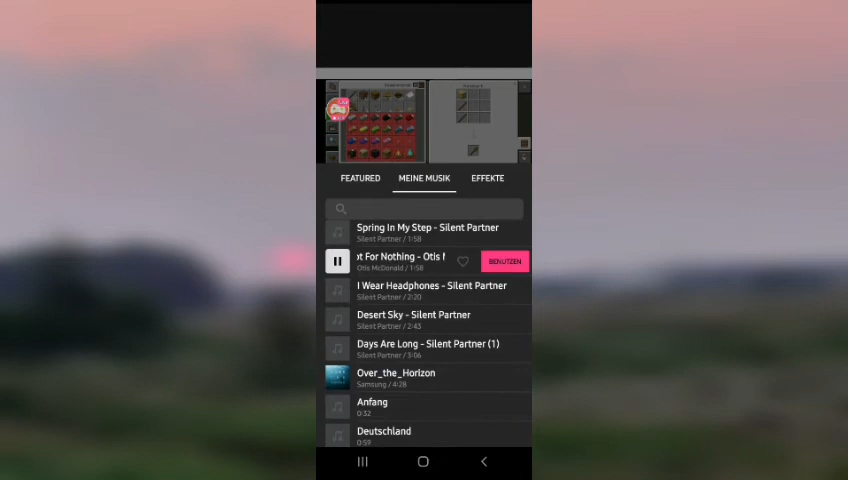 FEATURED
MEINE MUSIK
EFFEKTE
Spring In My Step - Silent Partner
Silent Partner / 1:58
ot For Nothing - Otis M
Otis McDonald / 1:58
BENUTZEN
I Wear Headphones - Silent Partner
Silent Partner / 2:20
Desert Sky - Silent Partner
Silent Partner / 2:43
Days Are Long - Silent Partner (1)
Silent Partner / 3:06
Over_the_Horizon
Samsung / 4:28
Anfang
0:32
Deutschland
0:59